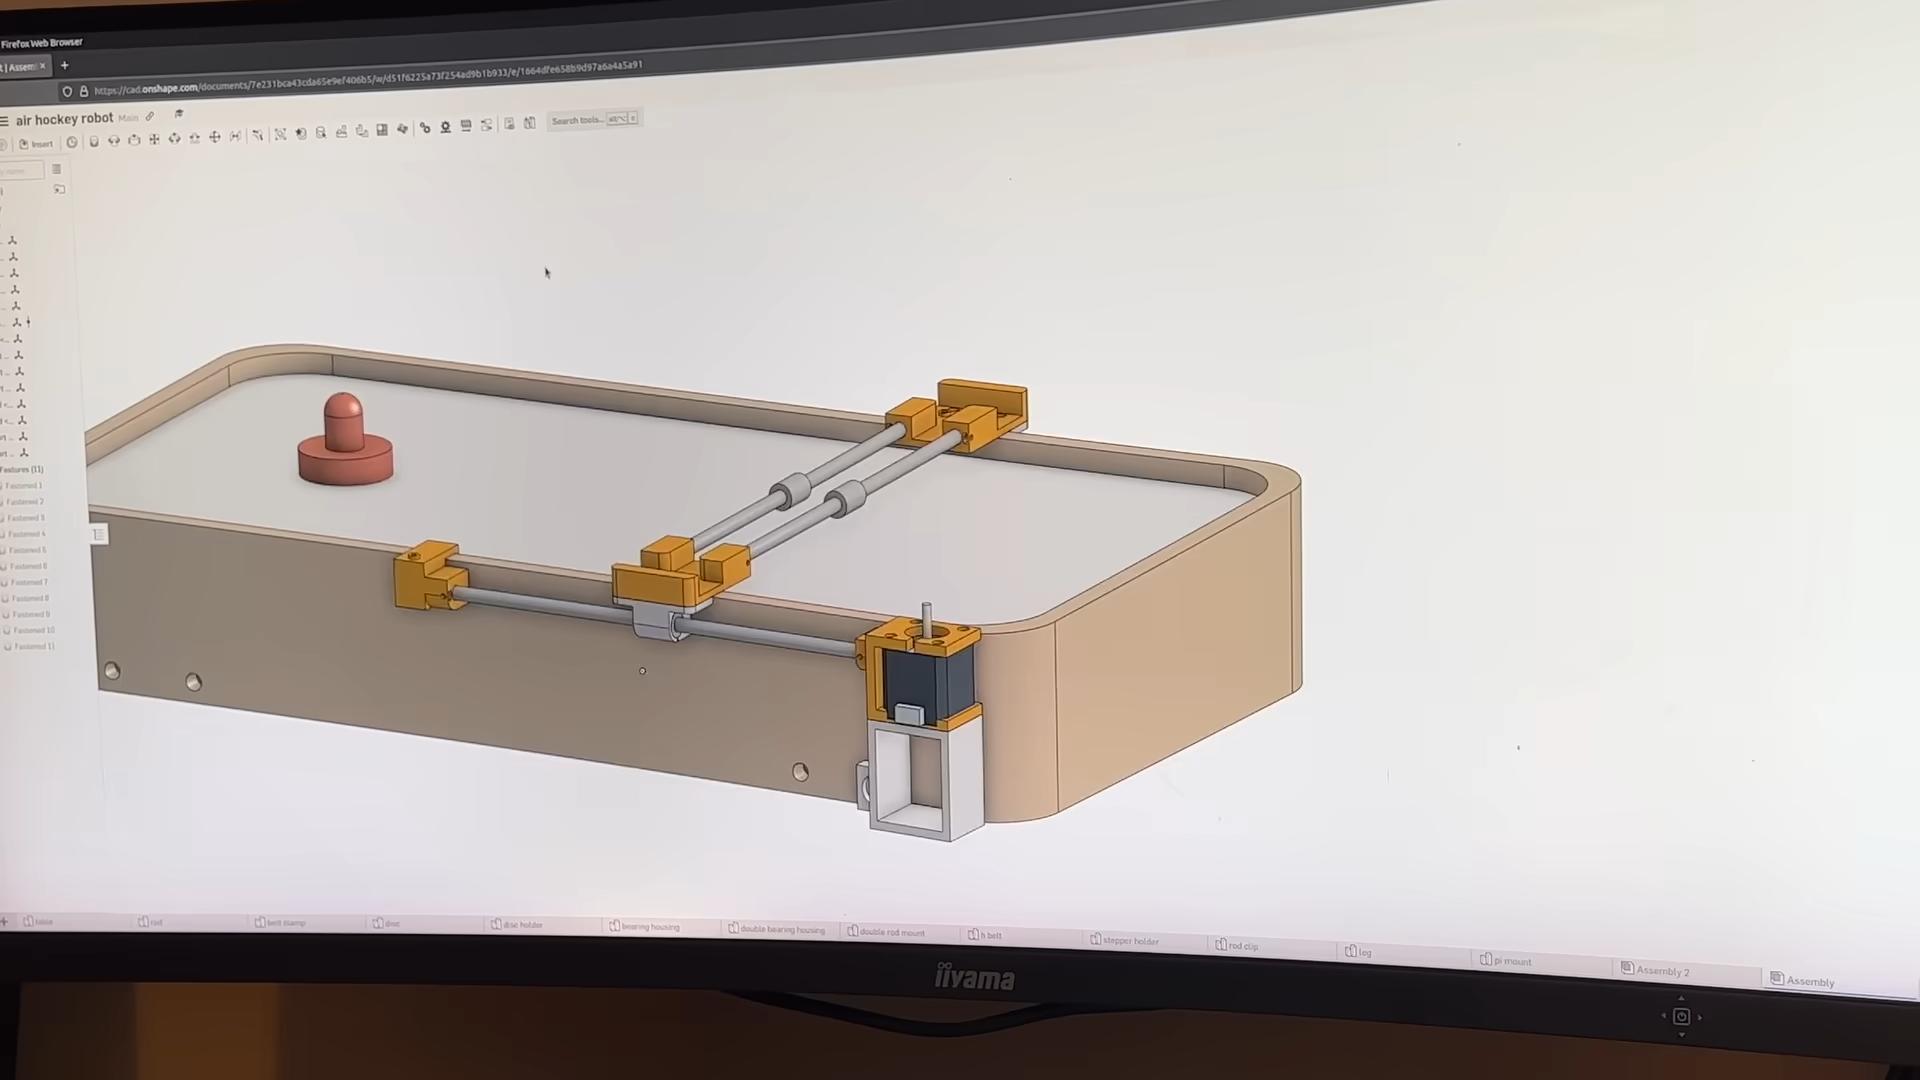 Firefox Web Browser
https://cad.onshape.com/documents/7e231bca43cda65e9ef406b5/w/d51f6225a73f254ad9b1b933/e/1664dfe658b9d97a6a4a5a91
air hockey robot Main
Insert
Search tools...
Features (11)
Fastened 1
Fastened 2
Fastened 3
Fastened 4
Fastened 5
Fastened 6
Fastened 7
Fastened 8
Fastened 9
Fastened 10
Fastened 11
table
rod
belt clamp
disc
disc holder
bearing housing
double bearing housing
double rod mount
h belt
stepper holder
rod clip
leg
pi mount
Assembly 2
Assembly
iiyama